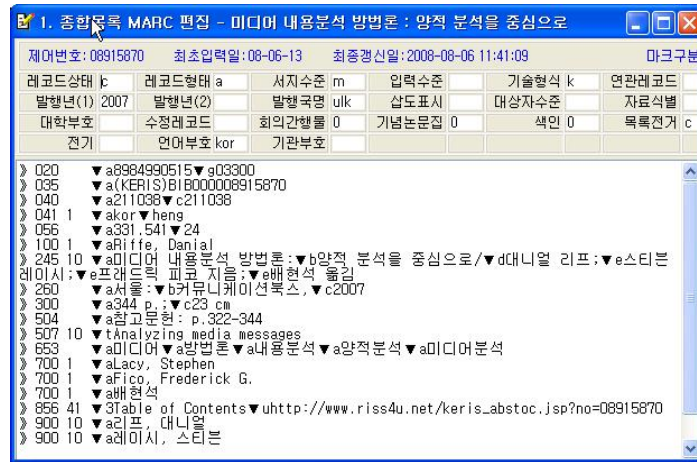 1. 종합목록 MARC 편집 - 미디어 내용분석 방법론 : 양적 분석을 중심으로
제어번호: 08915870 최초입력일:08-06-13 최종갱신일:2008-08-06 11:41:09 마크구분
레코드상태 c 레코드형태 a 서지수준 m 입력수준 기술형식 k 연관레코드
발행년(1) 2007 발행년(2) 발행국명 ulk 삽도표시 대상자수준 자료식별
대학부호 수정레코드 회의간행물 0 기념논문집 0 색인 0 목록전거 c
전기 언어부호 kor 기관부호
》 020 ▼a8984990515▼g03300
》 035 ▼a(KERIS)BIB000008915870
》 040 ▼a211038▼c211038
》 041 1 ▼akor▼heng
》 056 ▼a331.541▼24
》 100 1 ▼aRiffe, Danial
》 245 10 ▼a미디어 내용분석 방법론:▼b양적 분석을 중심으로/▼d대니얼 리프;▼e스티븐
레이시;▼e프래드릭 피코 지음;▼e배현석 옮김
》 260 ▼a서울:▼b커뮤니케이션북스,▼c2007
》 300 ▼a344 p.;▼c23 cm
》 504 ▼a참고문헌: p.322-344
》 507 10 ▼tAnalyzing media messages
》 653 ▼a미디어▼a방법론▼a내용분석▼a양적분석▼a미디어분석
》 700 1 ▼aLacy, Stephen
》 700 1 ▼aFico, Frederick G.
》 700 1 ▼a배현석
》 856 41 ▼3Table of Contents▼uhttp://www.riss4u.net/keris_abstoc.jsp?no=08915870
》 900 10 ▼a리프, 대니얼
》 900 10 ▼a레이시, 스티븐